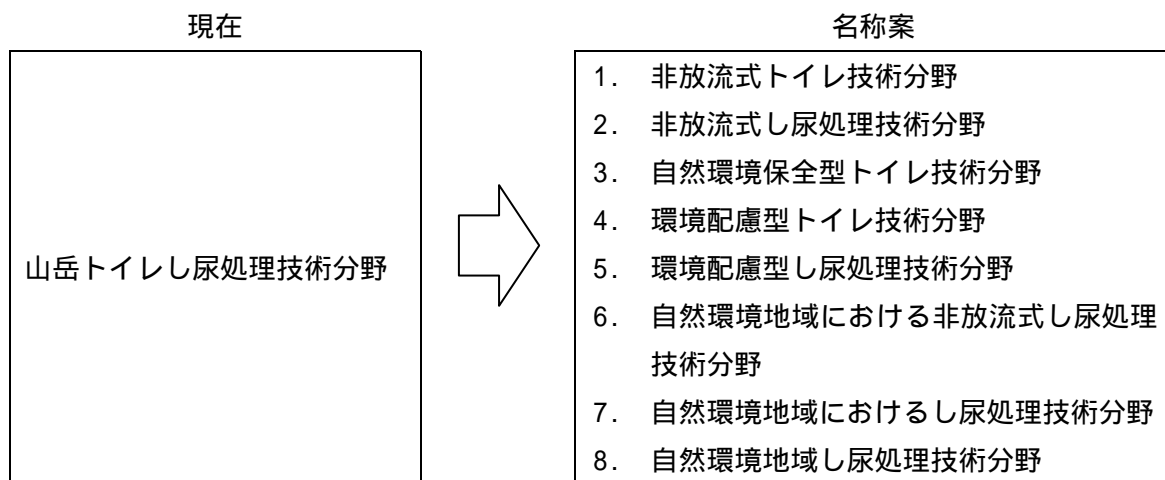 現在
名称案
山岳トイレし尿処理技術分野
1. 非放流式トイレ技術分野
2. 非放流式し尿処理技術分野
3. 自然環境保全型トイレ技術分野
4. 環境配慮型トイレ技術分野
5. 環境配慮型し尿処理技術分野
6. 自然環境地域における非放流式し尿処理
技術分野
7. 自然環境地域におけるし尿処理技術分野
8. 自然環境地域し尿処理技術分野